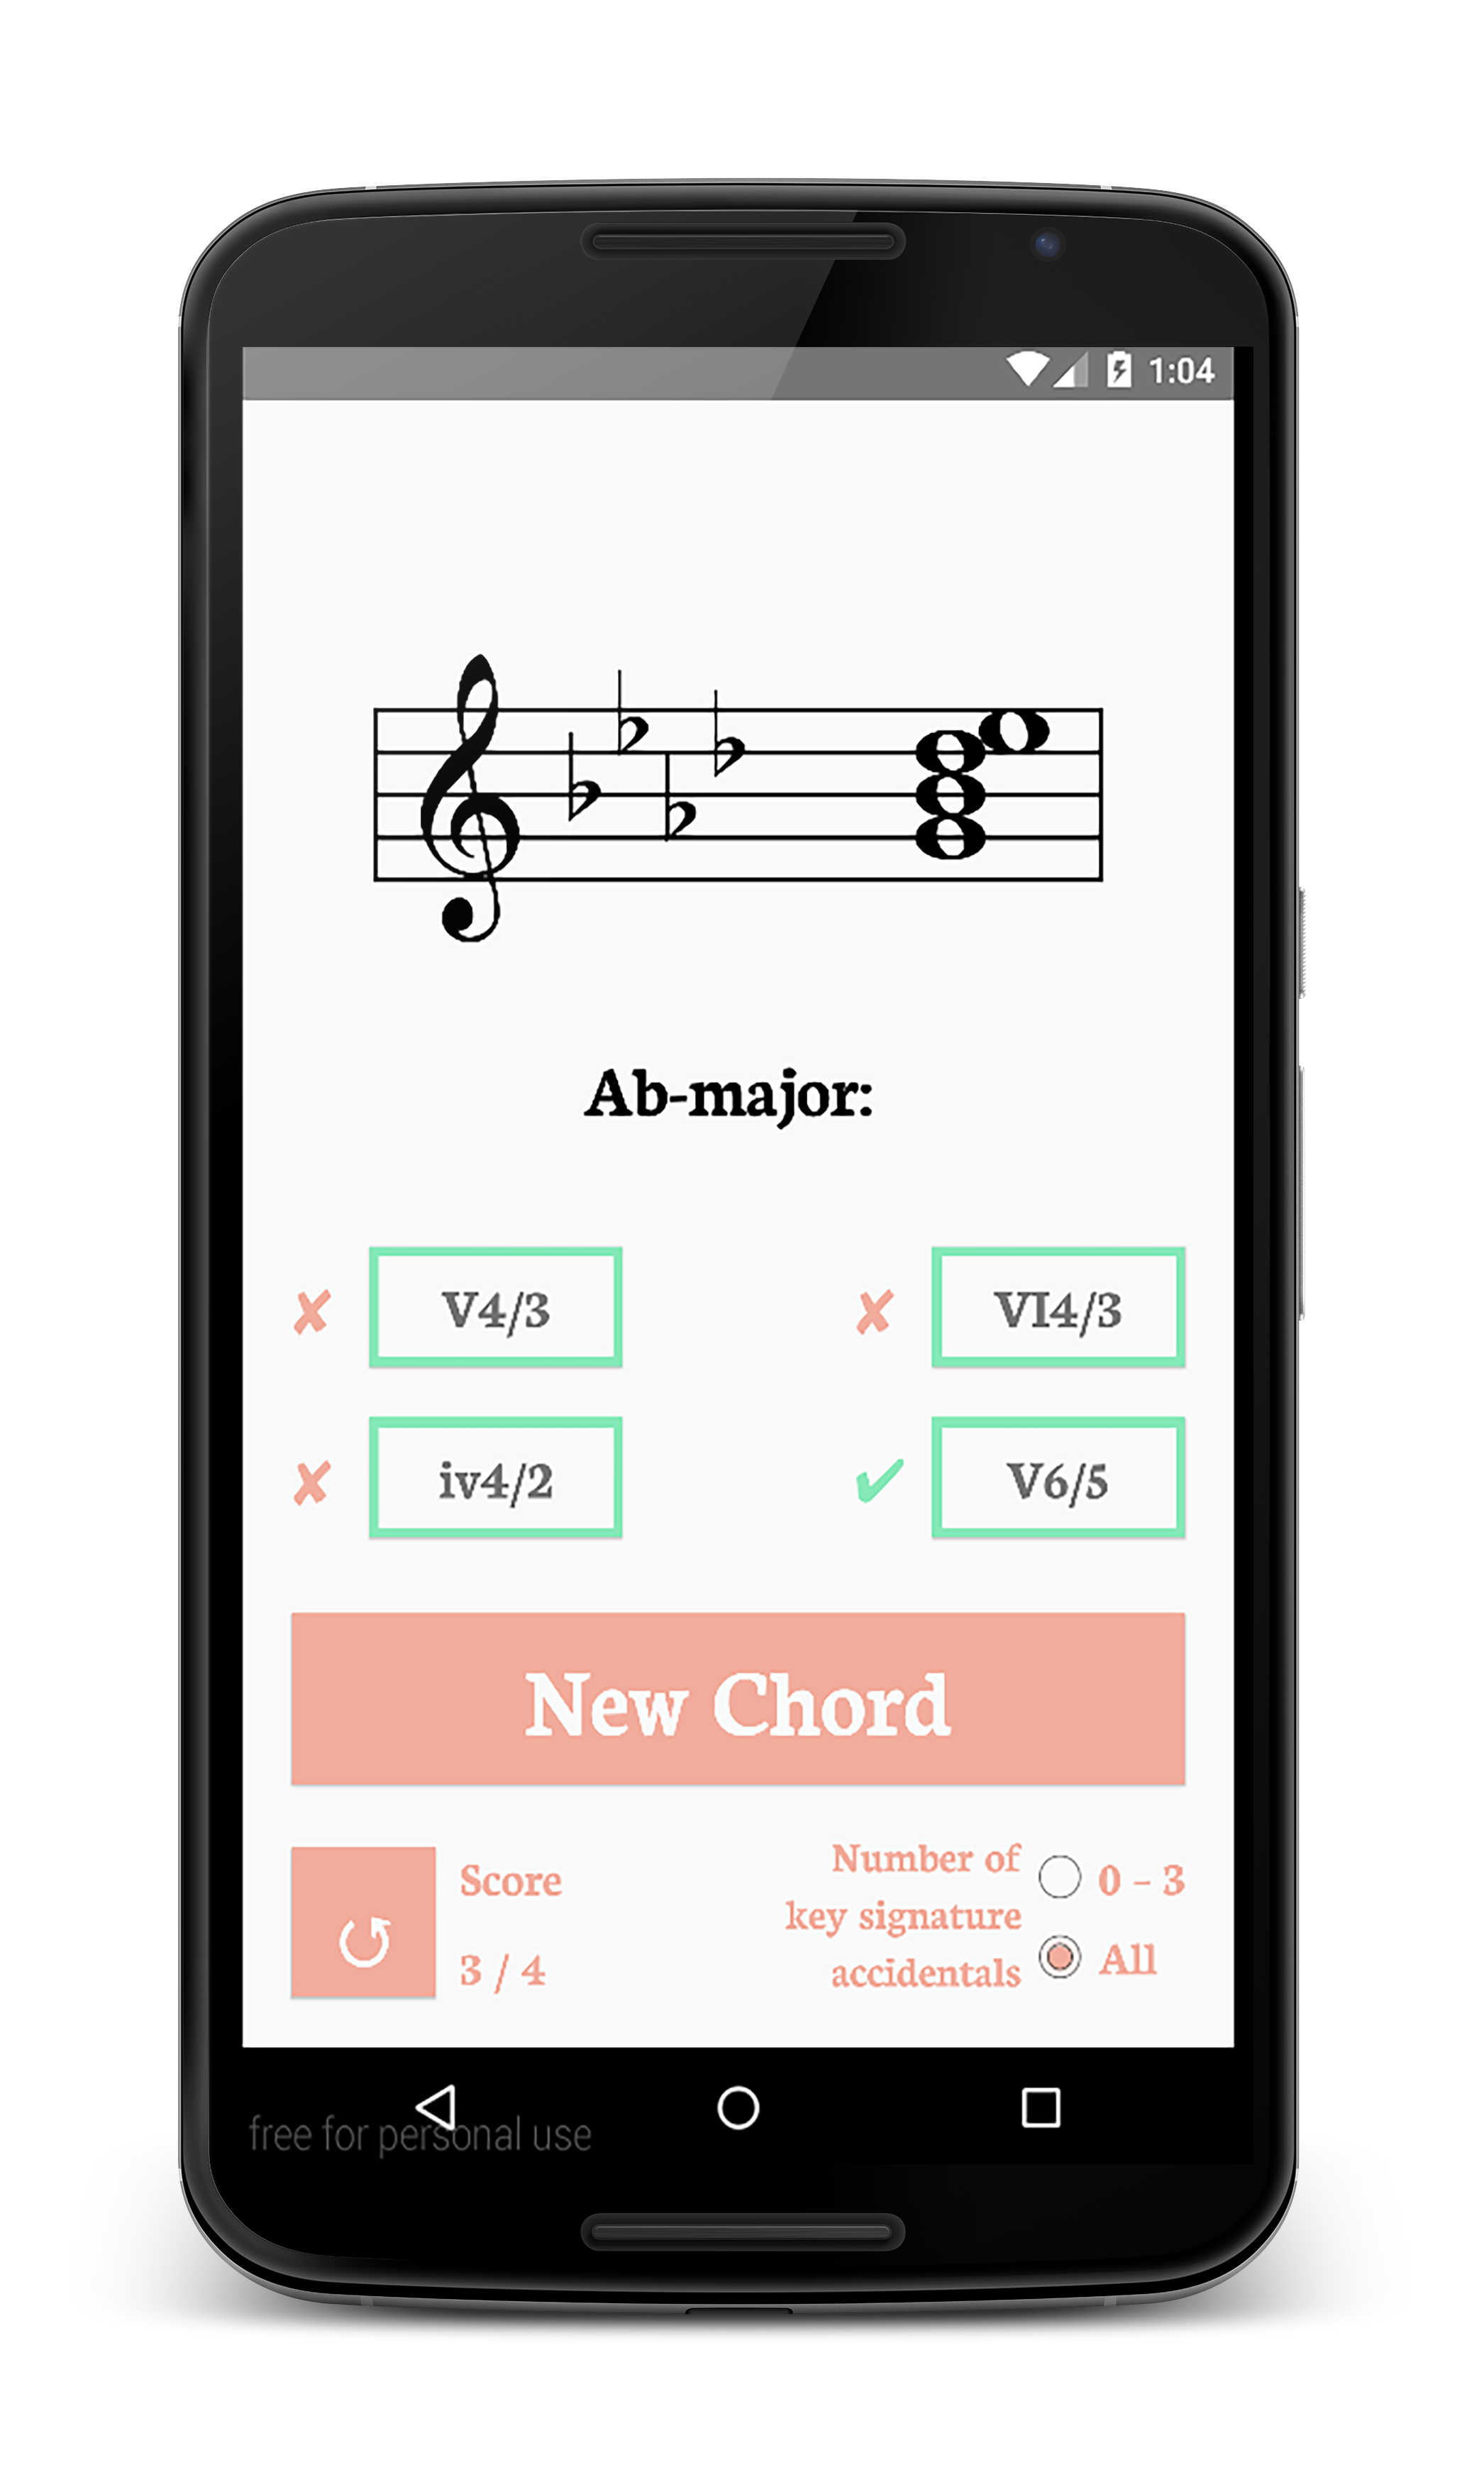 1:04
Ab-major:
V4/3
VI4/3
iv4/2
V6/5
New Chord
Score
3 / 4
Number of
key signature
accidentals
0 – 3
All
free for personal use